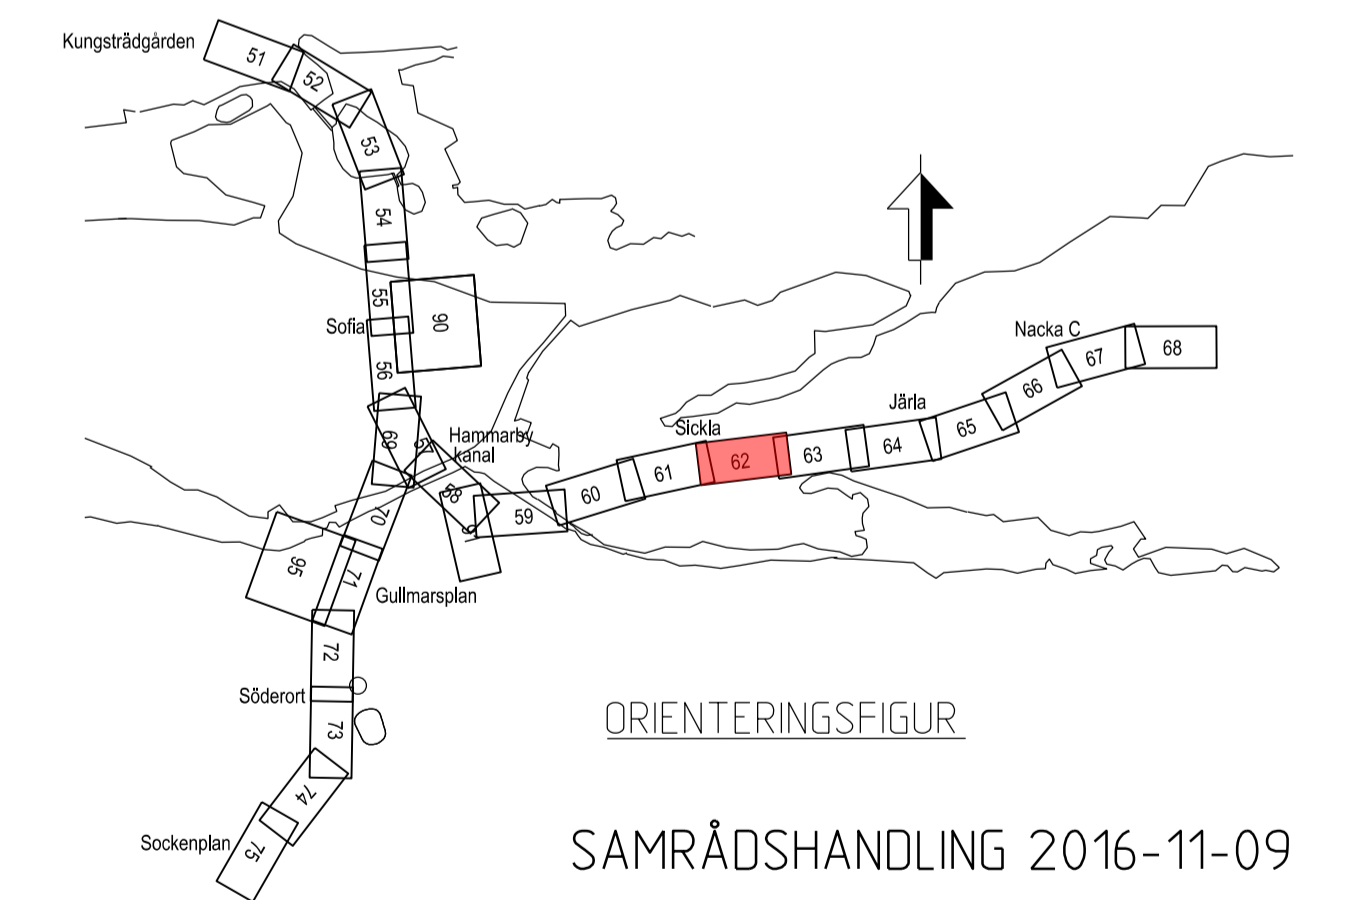 Kungsträdgården
51
52
53
54
55
Sofia
90
56
69
57
Hammarby
kanal
58
59
60
61
Sickla
62
63
64
Järla
65
66
Nacka C
67
68
70
95
71
Gullmarsplan
72
Söderort
73
74
Sockenplan
75
ORIENTERINGSFIGUR
SAMRÅDSHANDLING 2016-11-09